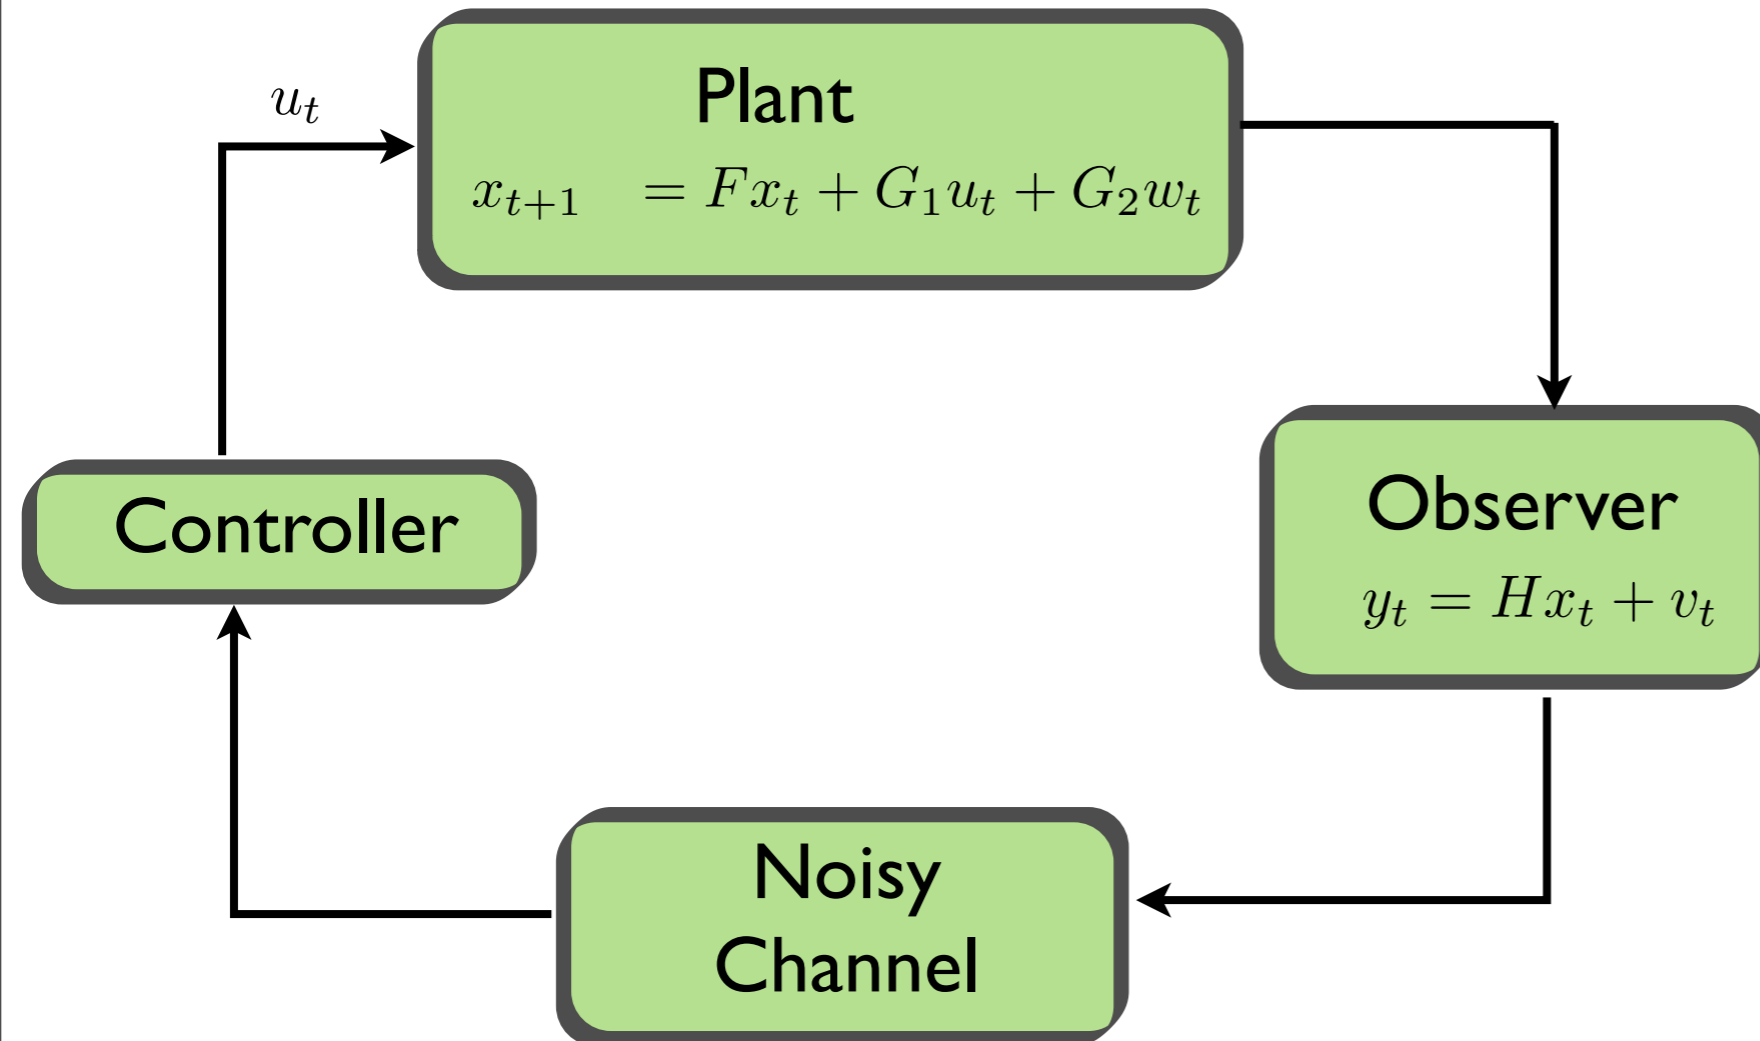 u_t
Plant
x_{t+1} = Fx_t + G_1u_t + G_2w_t
Controller
Observer
y_t = Hx_t + v_t
Noisy
Channel